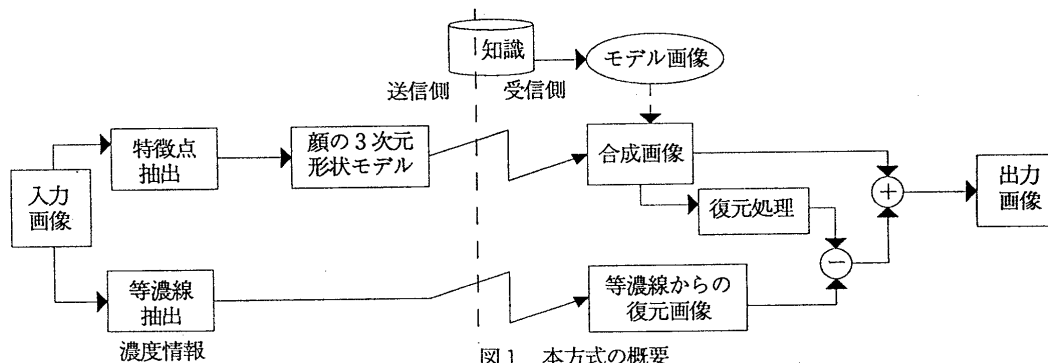 知識
モデル画像
送信側
受信側
特徴点
抽出
顔の3次元
形状モデル
合成画像
入力
画像
復元処理
+
出力
画像
−
等濃線
抽出
等濃線からの
復元画像
濃度情報
図1 本方式の概要